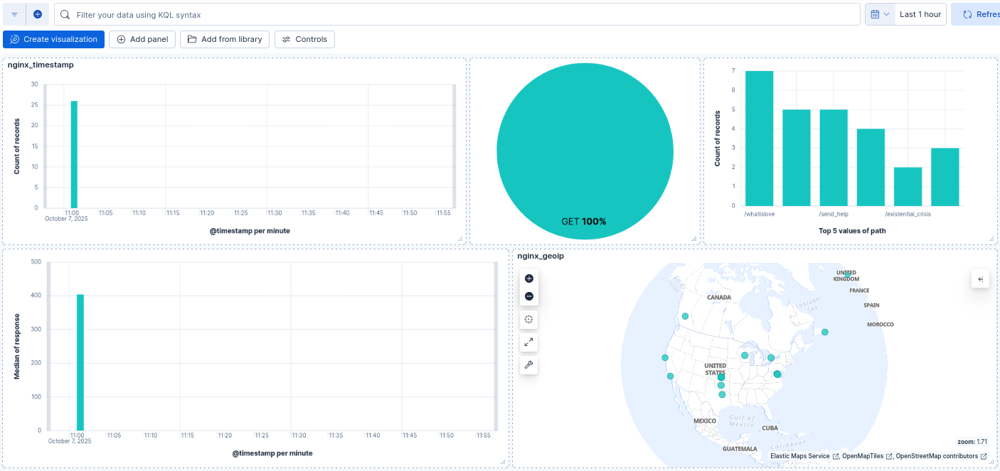 Filter your data using KQL syntax
Last 1 hour
Refres
Create visualization
Add panel
Add from library
Controls
nginx_timestamp
30
25
20
15
10
5
0
Count of records
11:00 11:05 11:10 11:15 11:20 11:25 11:30 11:35 11:40 11:45 11:50 11:55
October 7, 2025
@timestamp per minute
GET 100%
7
6
5
4
3
2
1
0
Count of records
/whatislove /send_help /existential_crisis
Top 5 values of path
500
400
300
200
100
0
Median of response
11:00 11:05 11:10 11:15 11:20 11:25 11:30 11:35 11:40 11:45 11:50 11:55
October 7, 2025
@timestamp per minute
nginx_geoip
UNITED
KINGDOM
FRANCE
CANADA
Labrador
Sea
SPAIN
MOROCCO
UNITED
STATES
MEXICO
Gulf of
Mexico
CUBA
GUATEMALA
Caribbean
zoom: 1.71
Elastic Maps Service , OpenMapTiles , OpenStreetMap contributors